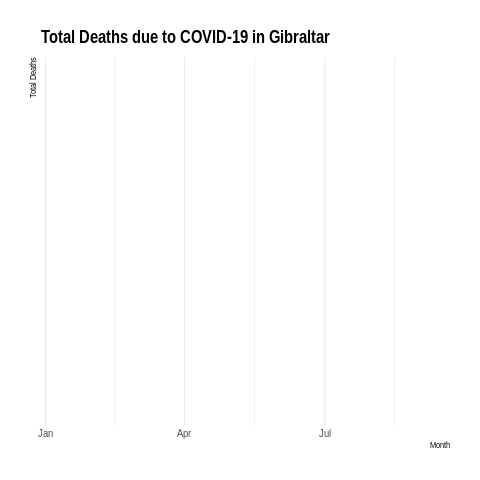 Total Deaths due to COVID-19 in Gibraltar
Total Deaths
Jan
Apr
Jul
Month